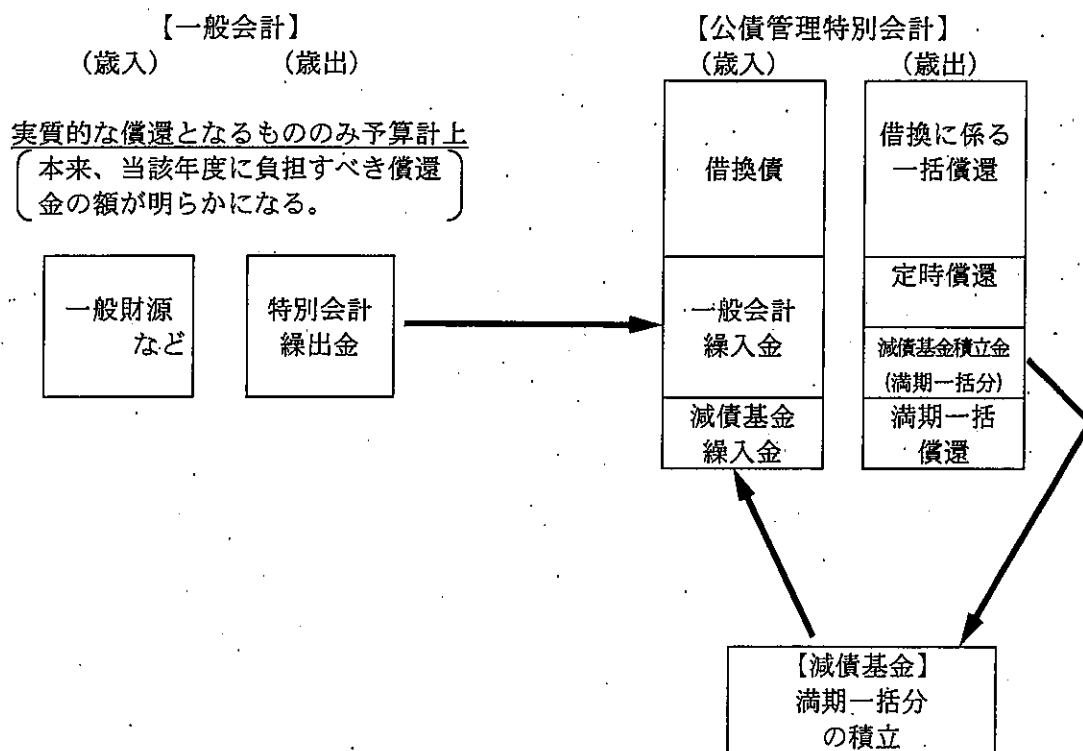 【一般会計】
(歳入)
(歳出)
実質的な償還となるもののみ予算計上
本来、当該年度に負担すべき償還
金の額が明らかになる。
一般財源
など
特別会計
繰出金
【公債管理特別会計】
(歳入)
(歳出)
借換債
一般会計
繰入金
減債基金
繰入金
借換に係る
一括償還
定時償還
減債基金積立金
(満期一括分)
満期一括
償還
【減債基金】
満期一括分
の積立